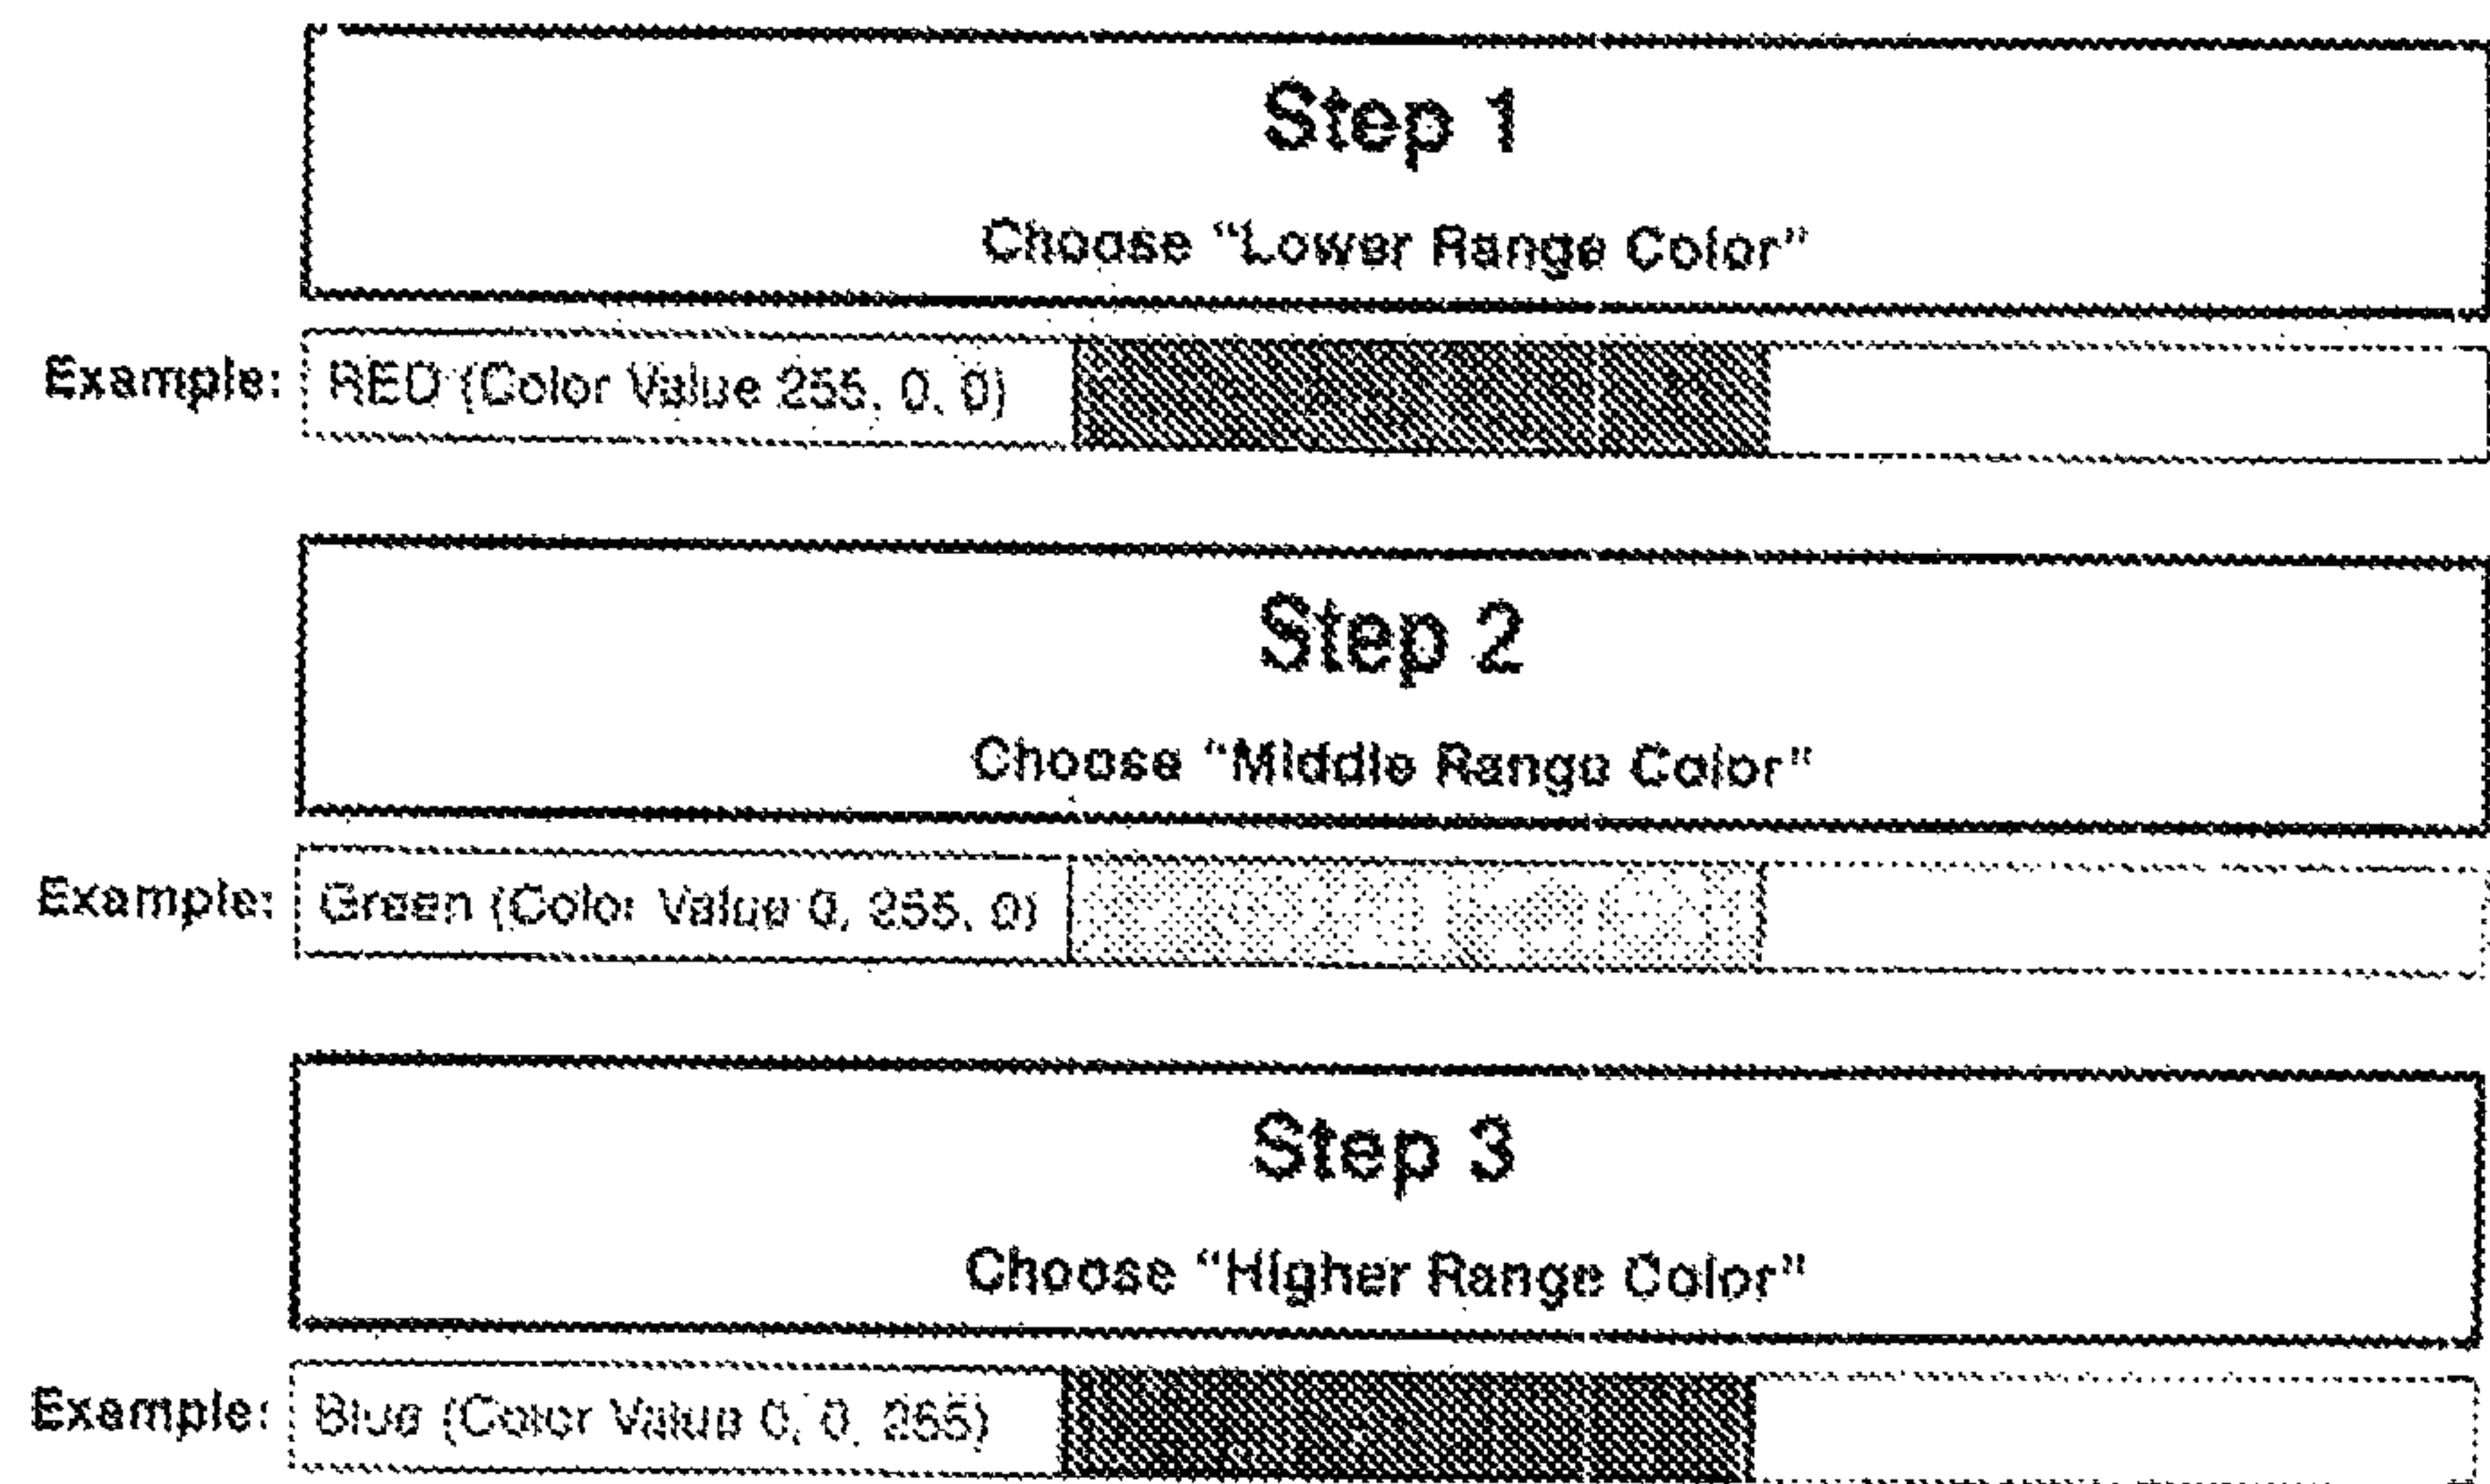 Step 1
Choose “Lower Range Color”
Example: RED (Color Value 255, 0, 0)
Step 2
Choose “Middle Range Color”
Example: Green (Color Value 0, 255, 0)
Step 3
Choose “Higher Range Color”
Example: Blue (Color Value 0, 0, 255)